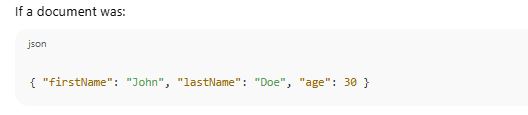 If a document was:
json
{ "firstName": "John", "lastName": "Doe", "age": 30 }